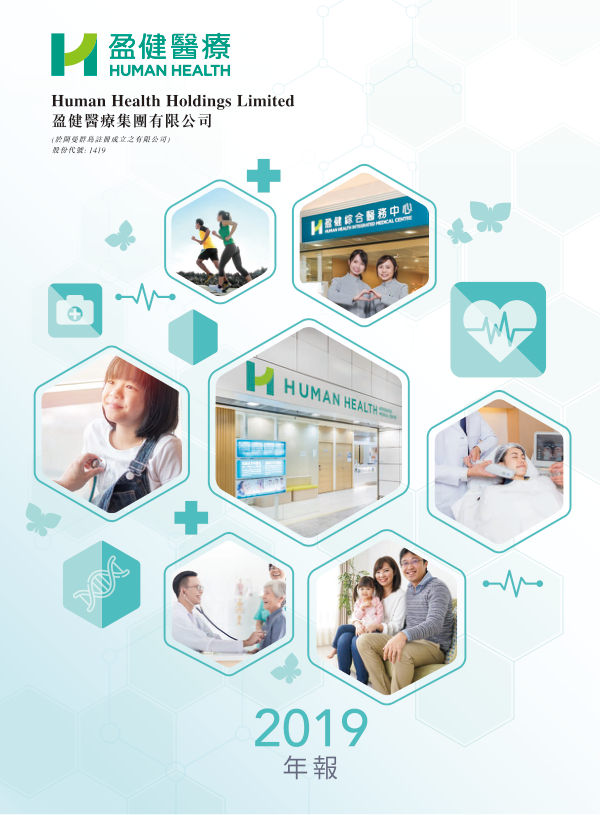 盈健醫療
HUMAN HEALTH
Human Health Holdings Limited
盈健醫療集團有限公司
(於開曼群島註冊成立之有限公司)
股份代號: 1419
盈健綜合醫務中心
HUMAN HEALTH INTEGRATED MEDICAL CENTRE
HUMAN HEALTH
INTEGRATED
MEDICAL CENTRE
2019
年報